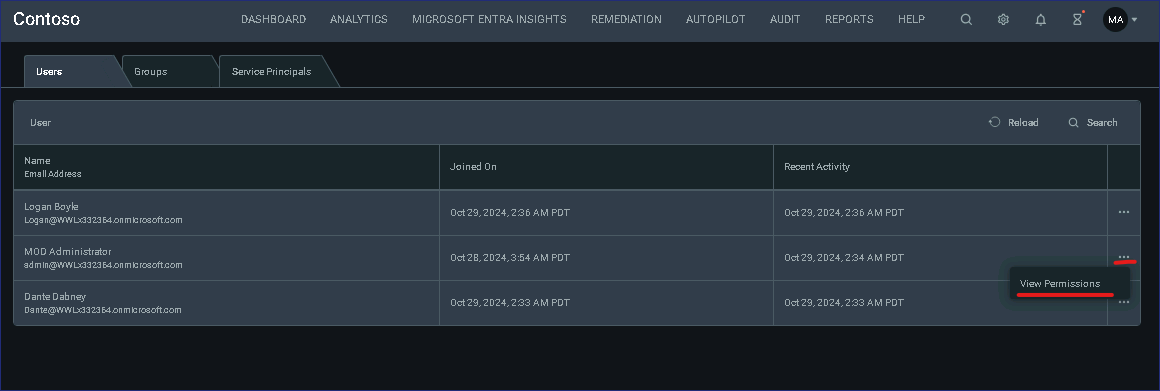 Contoso
DASHBOARD ANALYTICS MICROSOFT ENTRA INSIGHTS REMEDIATION AUTOPILOT AUDIT REPORTS HELP MA
Users Groups Service Principals
User Reload Search
Name
Email Address
Joined On
Recent Activity
Logan Boyle
Logan@WWLx332364.onmicrosoft.com
Oct 29, 2024, 2:36 AM PDT
Oct 29, 2024, 2:36 AM PDT
MOD Administrator
admin@WWLx332364.onmicrosoft.com
Oct 28, 2024, 3:54 AM PDT
Oct 29, 2024, 2:34 AM PDT
View Permissions
Dante Dabney
Dante@WWLx332364.onmicrosoft.com
Oct 29, 2024, 2:33 AM PDT
Oct 29, 2024, 2:33 AM PDT